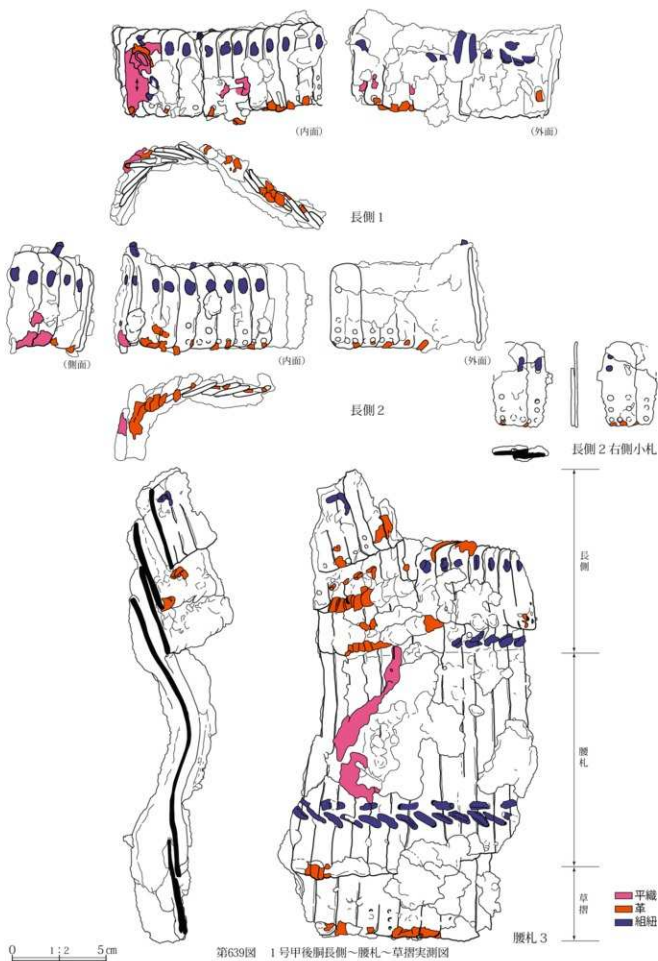 (内面)
(外面)
長側 1
(側面)
(内面)
(外面)
長側 2
長側 2 右側小札
長側
腰札
草摺
平織
革
組紐
腰札 3
0 1:2 5㎝
第639図 1号甲後胴長側~腰札~草摺実測図